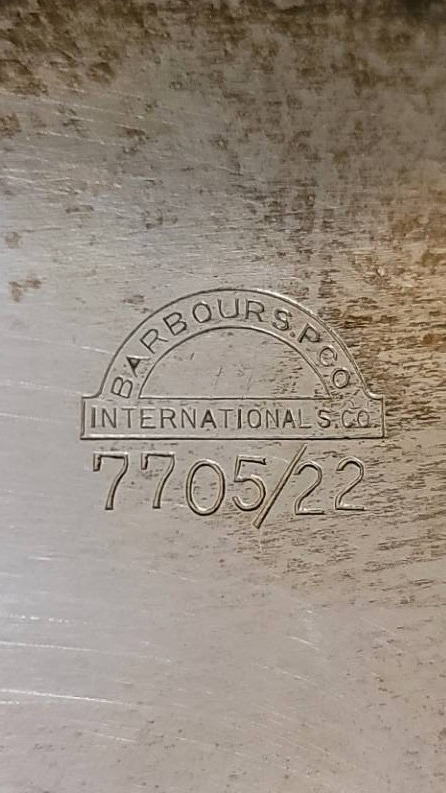 BARBOUR S.P.CO.
INTERNATIONAL S.CO.
7705/22